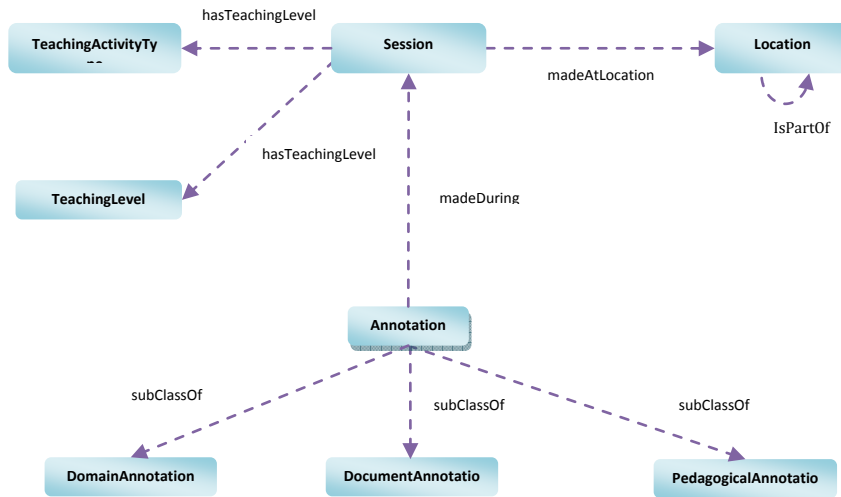 hasTeachingLevel
TeachingActivityTy
Session
Location
madeAtLocation
IsPartOf
hasTeachingLevel
TeachingLevel
madeDuring
Annotation
subClassOf
subClassOf
subClassOf
DomainAnnotation
DocumentAnnotatio
PedagogicalAnnotatio